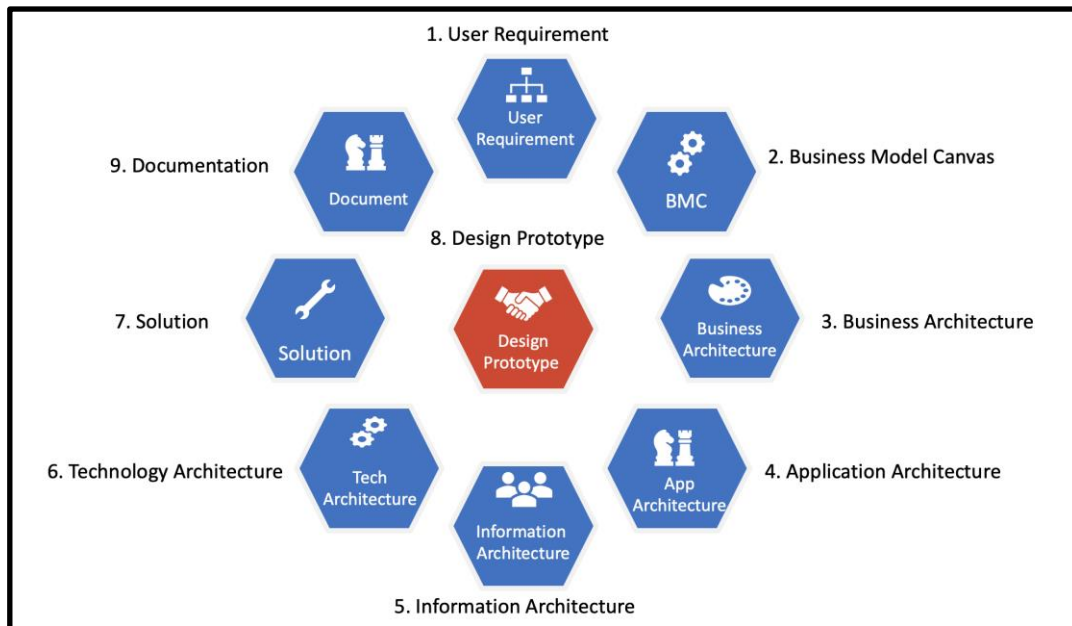 1. User Requirement
User
Requirement
2. Business Model Canvas
BMC
3. Business Architecture
Business
Architecture
4. Application Architecture
App
Architecture
5. Information Architecture
Information
Architecture
6. Technology Architecture
Tech
Architecture
7. Solution
Solution
8. Design Prototype
Design
Prototype
9. Documentation
Document